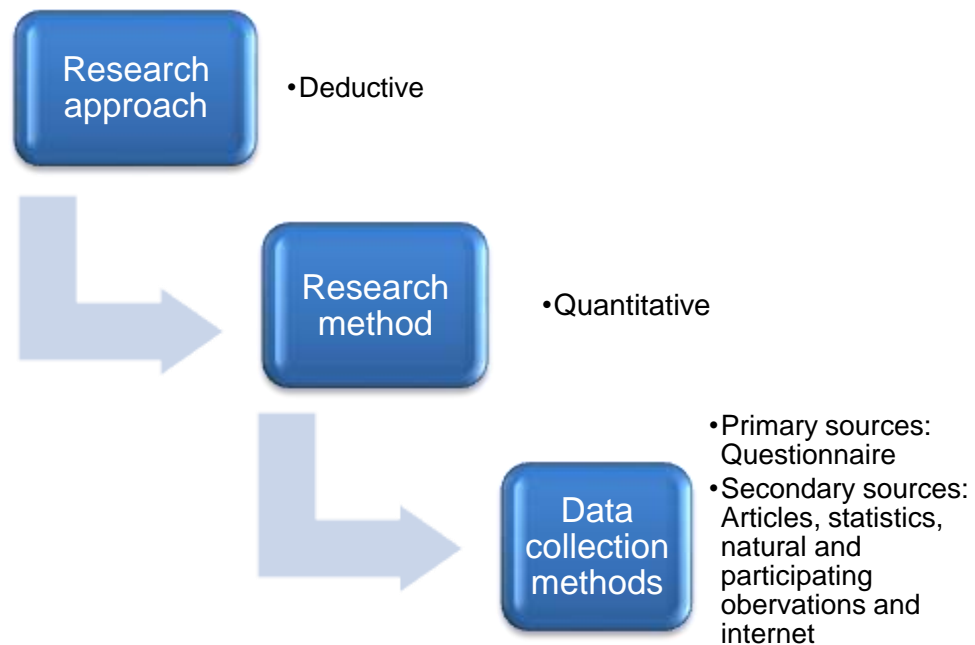 Research
approach
•Deductive
Research
method
•Quantitative
Data
collection
methods
•Primary sources:
Questionnaire
•Secondary sources:
Articles, statistics,
natural and
participating
obervations and
internet